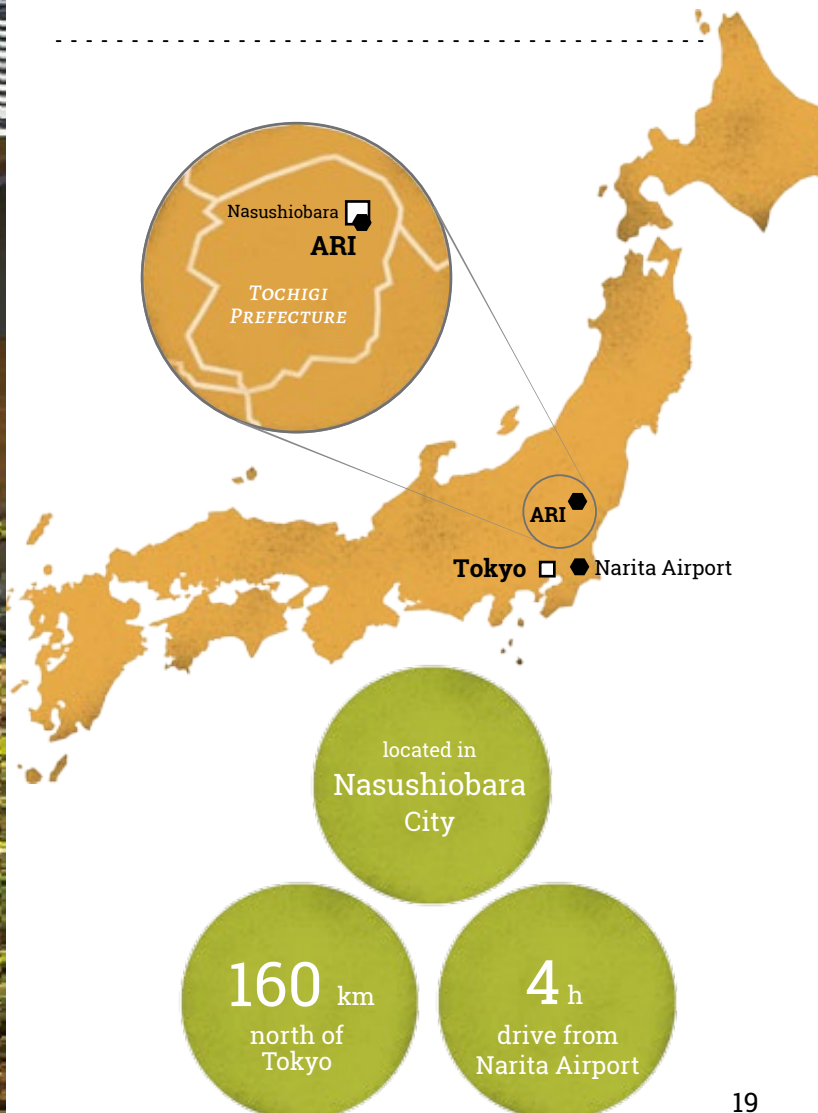 Nasushiobara
ARI
TOCHIGI
PREFECTURE
ARI
Tokyo
Narita Airport
located in
Nasushiobara
City
160 km
north of
Tokyo
4 h
drive from
Narita Airport
19